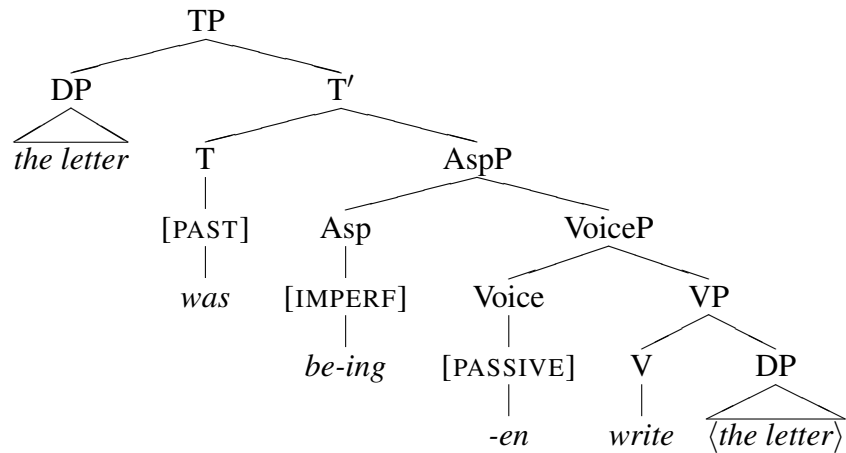 TP
DP T′
the letter T AspP
[PAST] Asp VoiceP
was [IMPERF] Voice VP
be-ing [PASSIVE] V DP
-en write ⟨the letter⟩